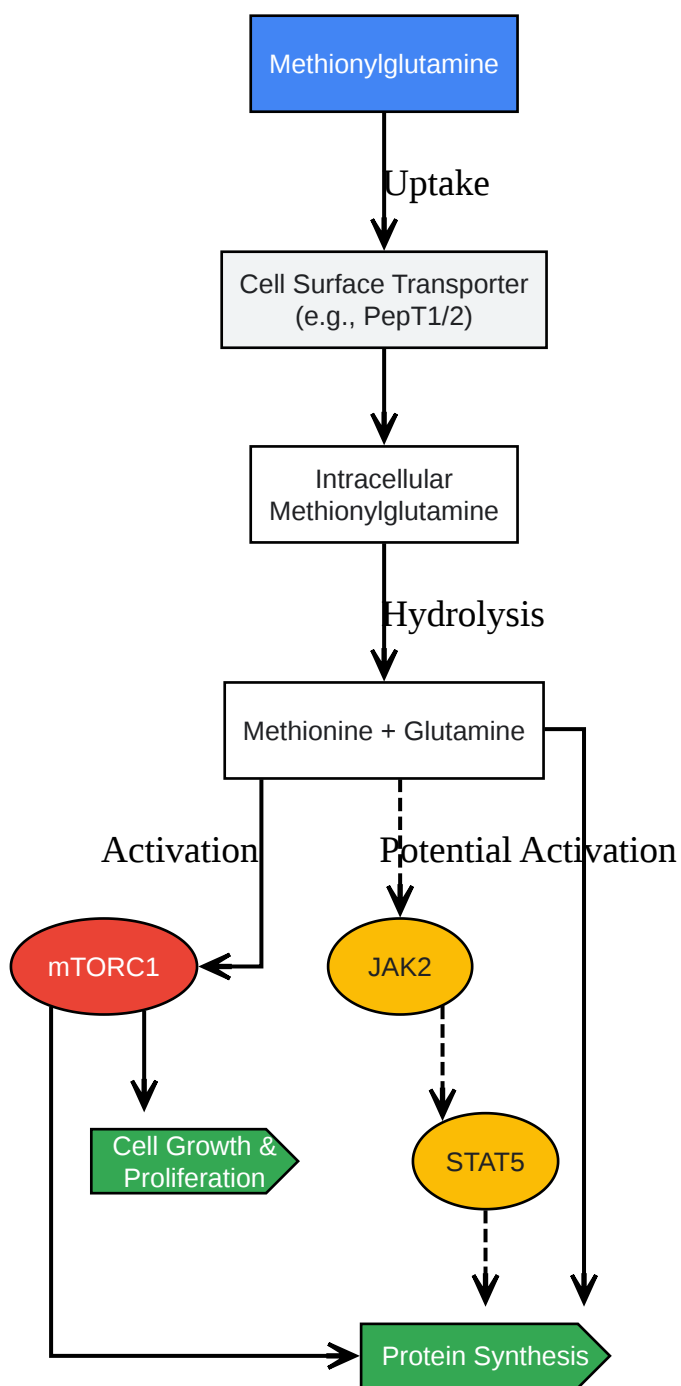 Methionylglutamine
Uptake
Cell Surface Transporter
(e.g., PepT1/2)
Intracellular
Methionylglutamine
Hydrolysis
Methionine + Glutamine
Activation
Potential Activation
mTORC1
JAK2
Cell Growth &
Proliferation
STAT5
Protein Synthesis